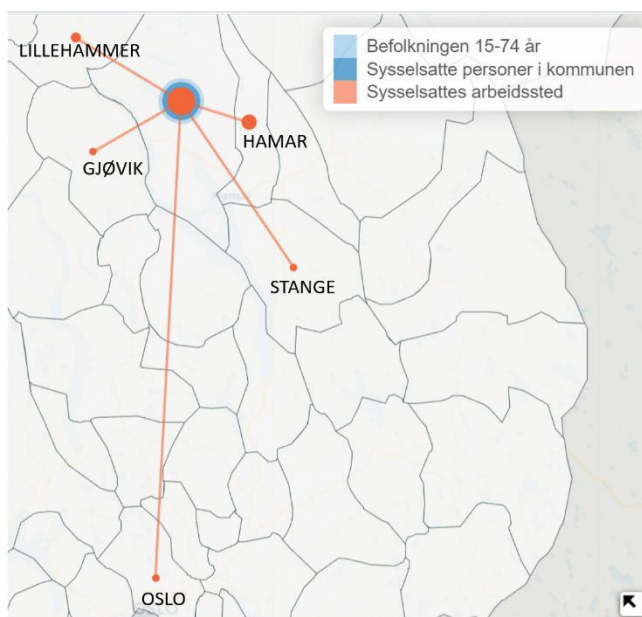 LILLEHAMMER
Befolkningen 15-74 år
Sysselsatte personer i kommunen
Sysselsattes arbeidssted
HAMAR
GJØVIK
STANGE
OSLO